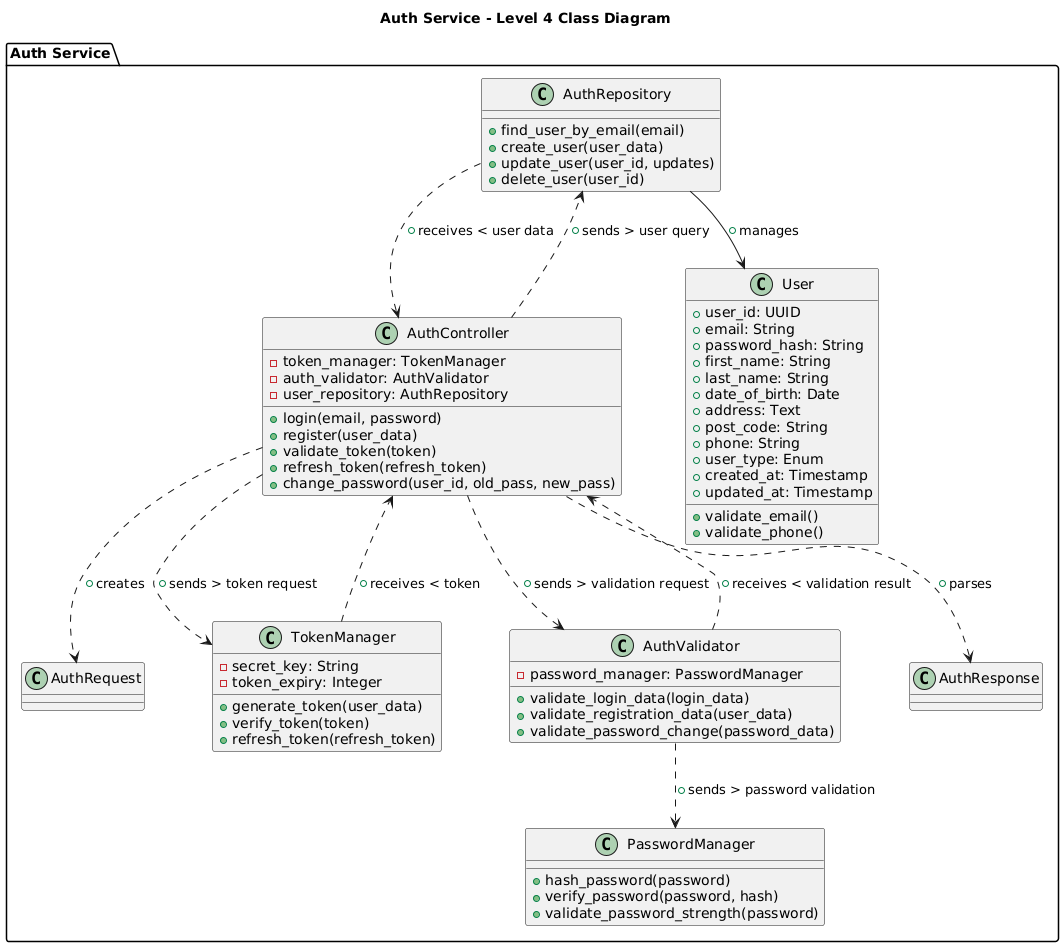 Auth Service - Level 4 Class Diagram
Auth Service
C AuthRepository
find_user_by_email(email)
create_user(user_data)
update_user(user_id, updates)
delete_user(user_id)
receives < user data
sends > user query
manages
C User
user_id: UUID
email: String
password_hash: String
first_name: String
last_name: String
date_of_birth: Date
address: Text
post_code: String
phone: String
user_type: Enum
created_at: Timestamp
updated_at: Timestamp
validate_email()
validate_phone()
C AuthController
token_manager: TokenManager
auth_validator: AuthValidator
user_repository: AuthRepository
login(email, password)
register(user_data)
validate_token(token)
refresh_token(refresh_token)
change_password(user_id, old_pass, new_pass)
creates
sends > token request
receives < token
sends > validation request
receives < validation result
parses
C AuthRequest
C TokenManager
secret_key: String
token_expiry: Integer
generate_token(user_data)
verify_token(token)
refresh_token(refresh_token)
C AuthValidator
password_manager: PasswordManager
validate_login_data(login_data)
validate_registration_data(user_data)
validate_password_change(password_data)
C AuthResponse
sends > password validation
C PasswordManager
hash_password(password)
verify_password(password, hash)
validate_password_strength(password)